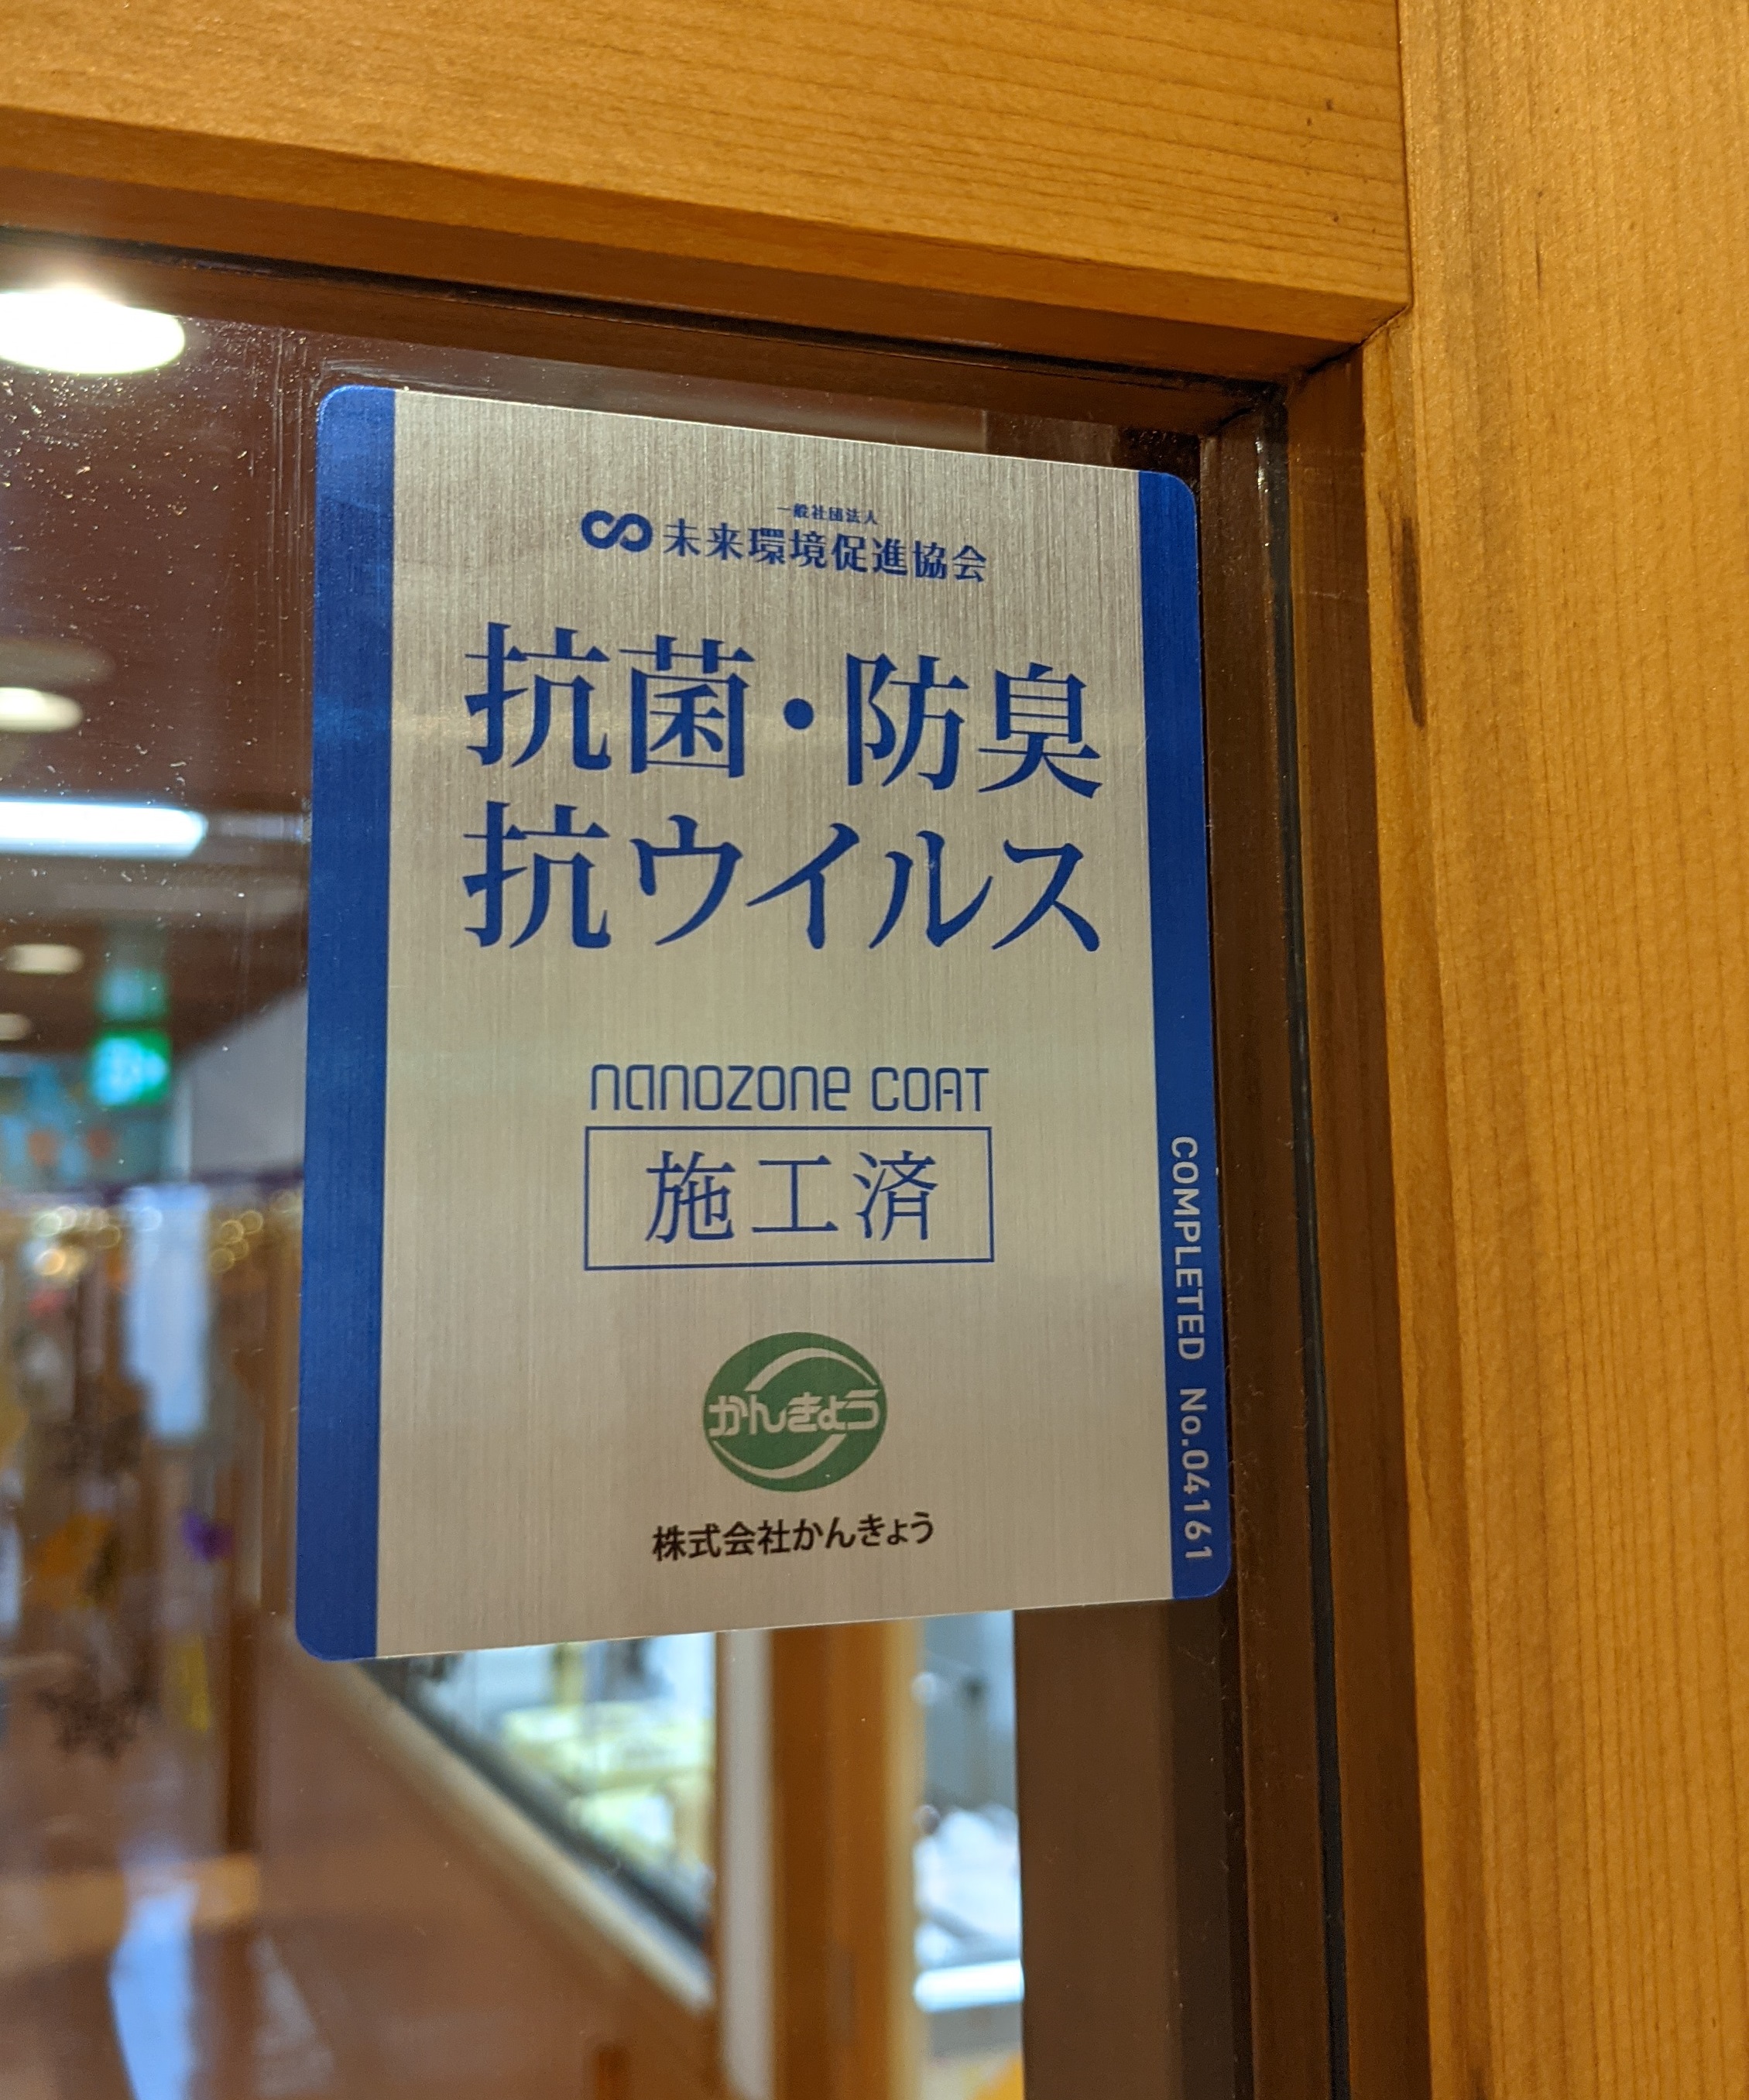 一般社団法人
未来環境促進協会
抗菌・防臭
抗ウイルス
nanozone COAT
施工済
かんきょう
株式会社かんきょう
COMPLETED No.04161